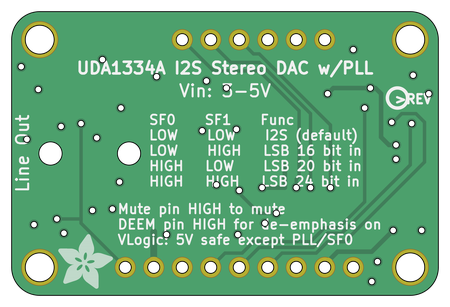 UDA1334A I2S Stereo DAC w/PLL
Vin: 3-5V
REV
Line Out
SF0 SF1 Func
LOW LOW I2S (default)
LOW HIGH LSB 16 bit in
HIGH LOW LSB 20 bit in
HIGH HIGH LSB 24 bit in
Mute pin HIGH to mute
DEEM pin HIGH for de-emphasis on
VLogic: 5V safe except PLL/SF0